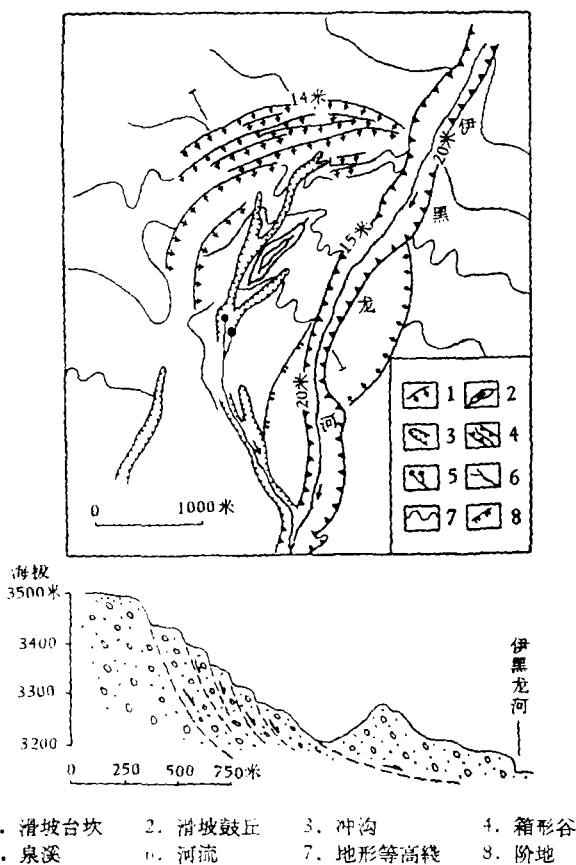 14米
伊
20米
黑
15米
龙
20米
河
1 2
3 4
5 6
7 8
0 1000米
海拔
3500米
3400
3300
3200
伊黑龙河
0 250 500 750米
. 滑坡台坎 2. 滑坡鼓丘 3. 冲沟 4. 箱形谷
. 泉溪 6. 河流 7. 地形等高綫 8. 阶地